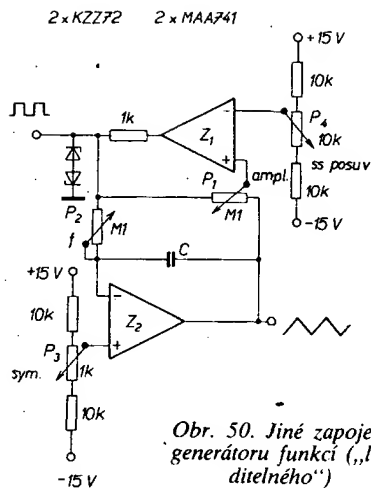 2 x KZZ72 2 x MAA741
+15 V
10k
1k
Z₁
P₄
10k
ss posuv
+
ampl.
P₁
10k
P₂
M1
M1
-15 V
f
C
+15 V
10k
-
Z₂
P₃
+
sym.
1k
10k
-15 V
Obr. 50. Jiné zapoje
generátoru funkcí („l
ditelného“)